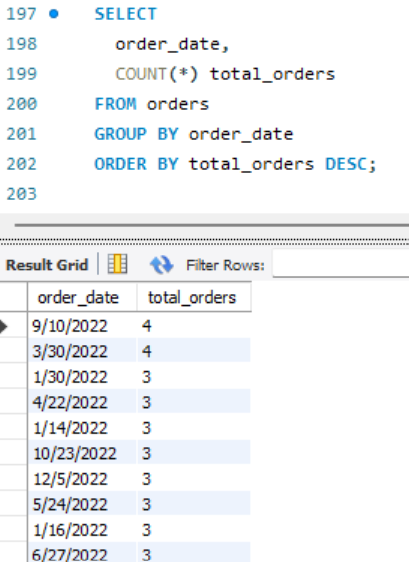 197 SELECT
198 order_date,
199 COUNT(*) total_orders
200 FROM orders
201 GROUP BY order_date
202 ORDER BY total_orders DESC;
203
Result Grid Filter Rows:
order_date total_orders
9/10/2022 4
3/30/2022 4
1/30/2022 3
4/22/2022 3
1/14/2022 3
10/23/2022 3
12/5/2022 3
5/24/2022 3
1/16/2022 3
6/27/2022 3